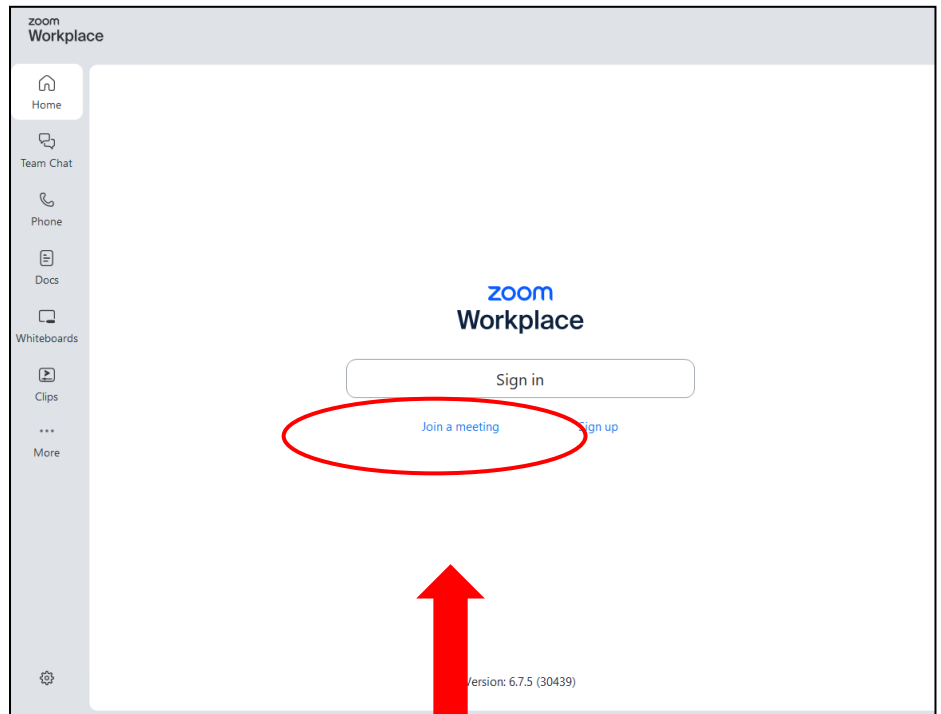 zoom
Workplace
Home
Team Chat
Phone
Docs
Whiteboards
Clips
More
zoom
Workplace
Sign in
Join a meeting
Sign up
Version: 6.7.5 (30439)